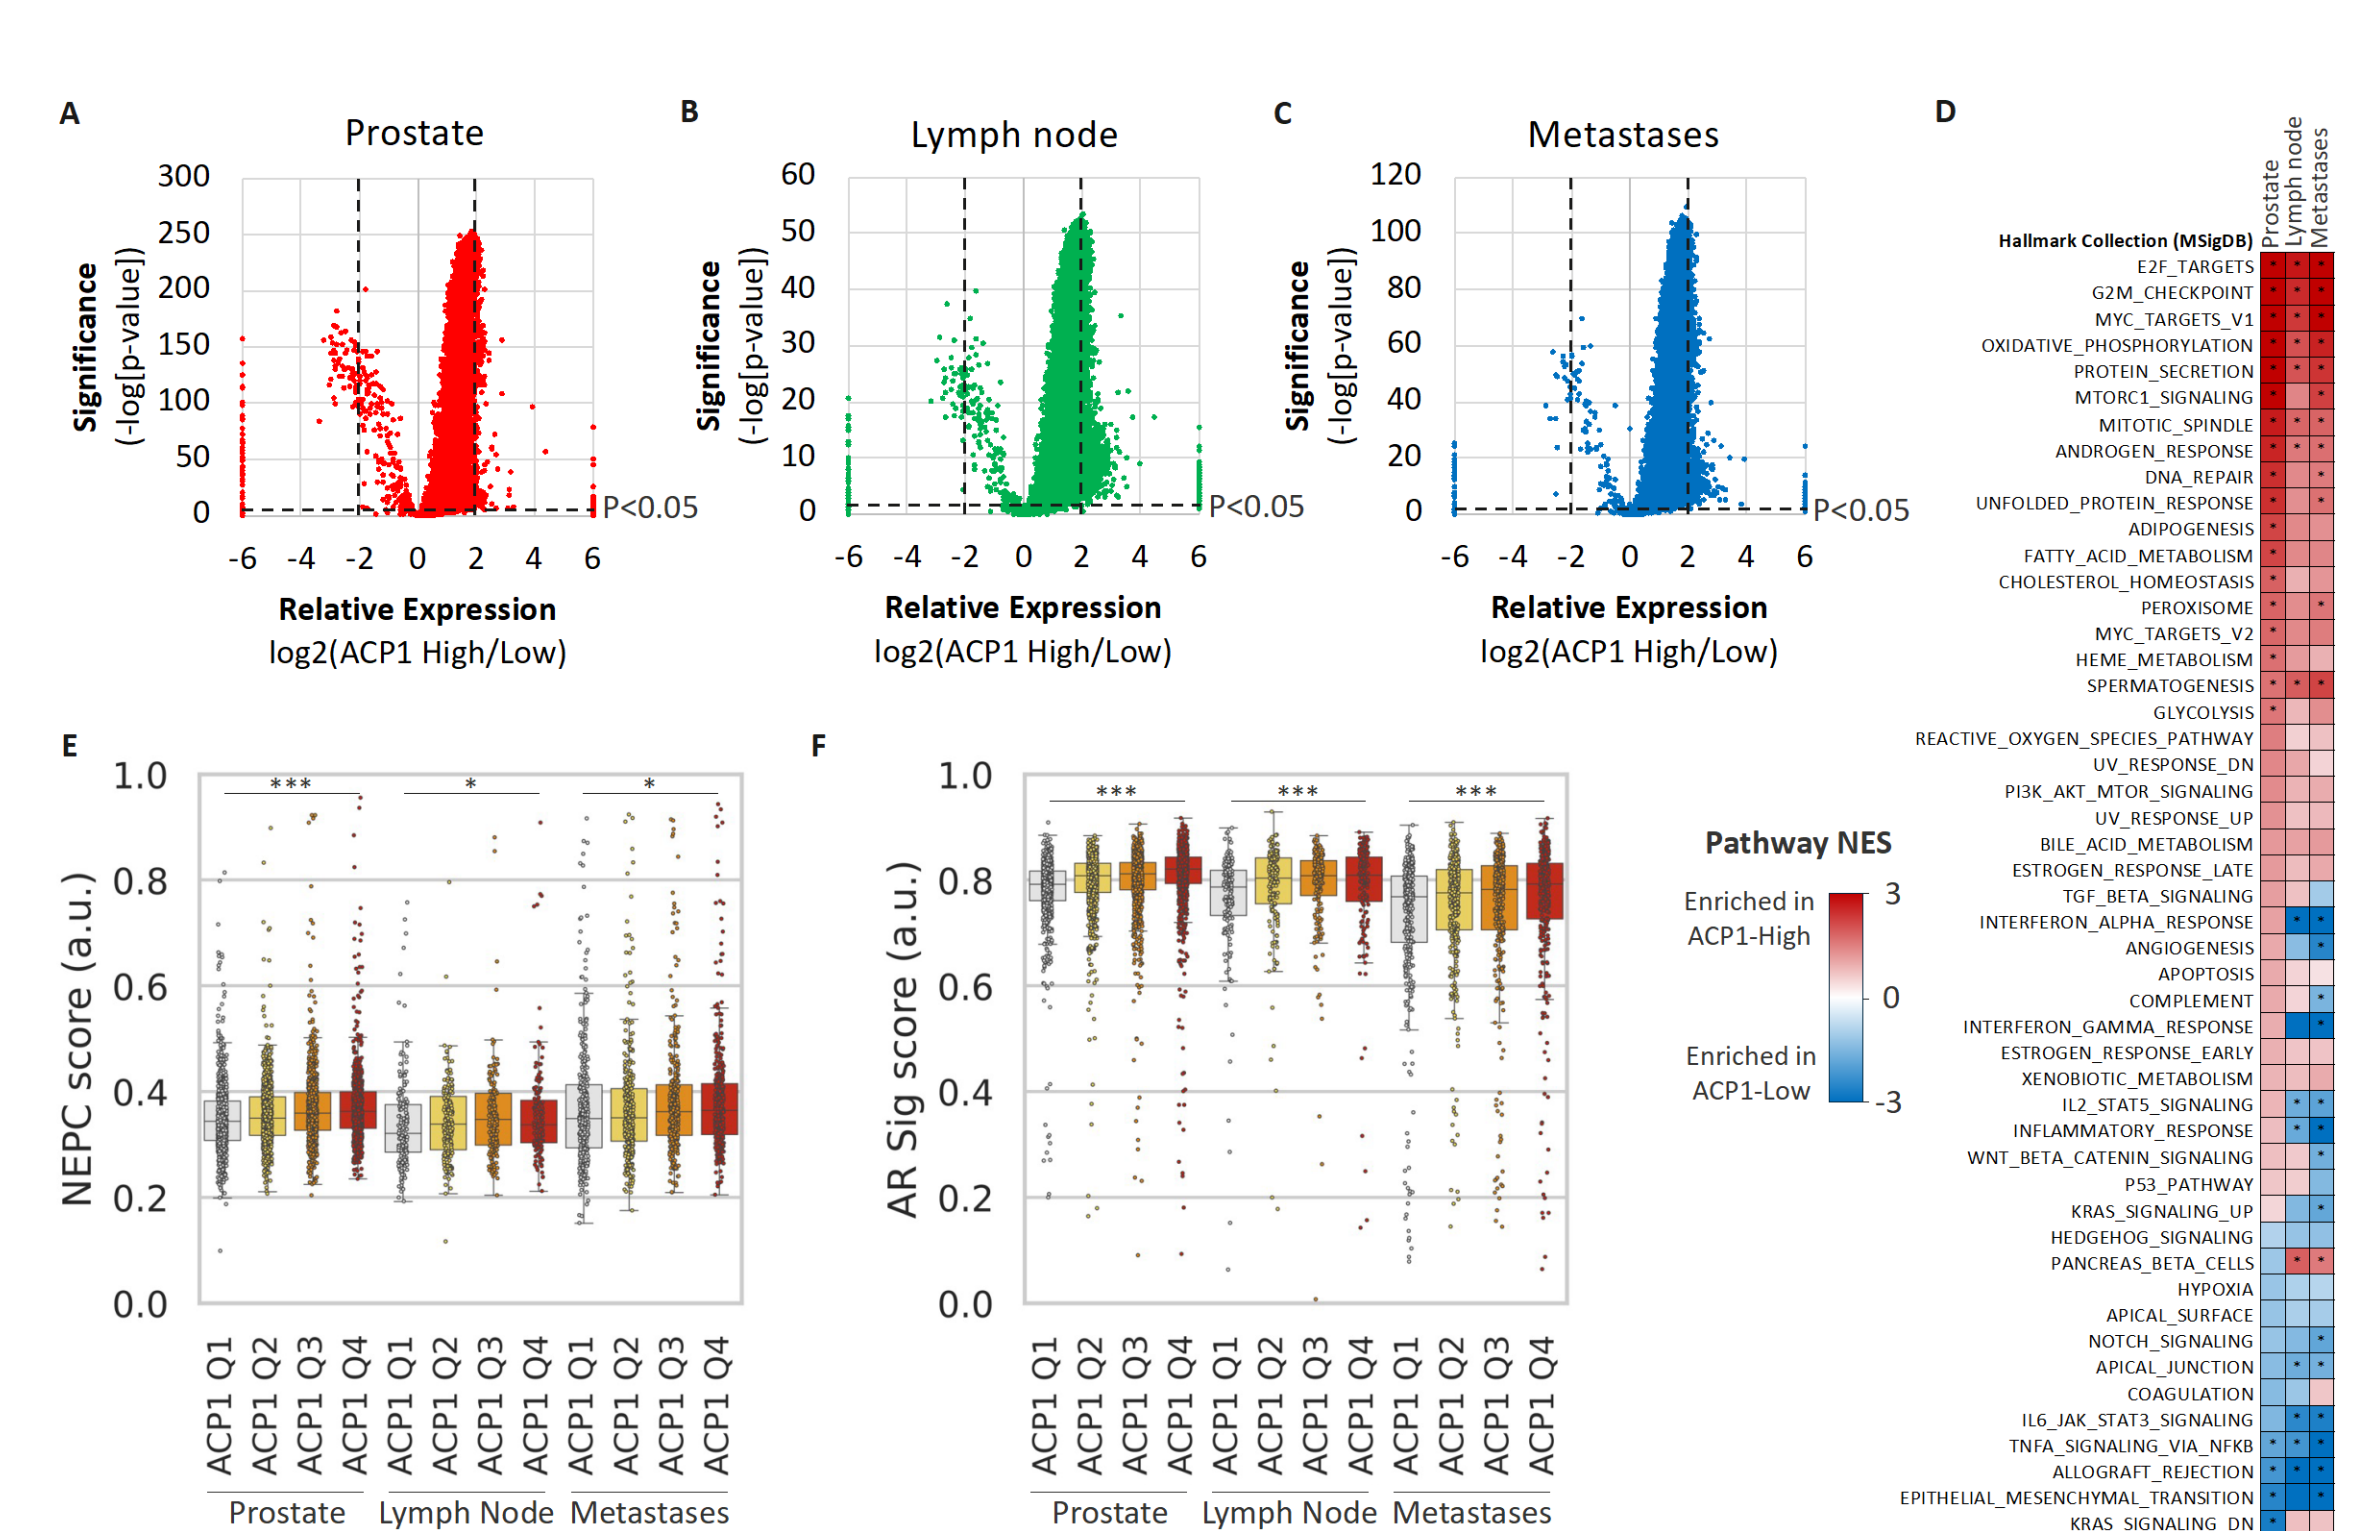 A
Prostate
300
250
200
150
100
50
0
Significance
(-log[p-value])
P<0.05
-6 -4 -2 0 2 4 6
Relative Expression
log2(ACP1 High/Low)
B
Lymph node
60
50
40
30
20
10
0
Significance
(-log[p-value])
P<0.05
-6 -4 -2 0 2 4 6
Relative Expression
log2(ACP1 High/Low)
C
Metastases
120
100
80
60
40
20
0
Significance
(-log[p-value])
P<0.05
-6 -4 -2 0 2 4 6
Relative Expression
log2(ACP1 High/Low)
D
Prostate
Lymph node
Metastases
Hallmark Collection (MSigDB)
E2F_TARGETS * * *
G2M_CHECKPOINT * * *
MYC_TARGETS_V1 * * *
OXIDATIVE_PHOSPHORYLATION * * *
PROTEIN_SECRETION * * *
MTORC1_SIGNALING * *
MITOTIC_SPINDLE * * *
ANDROGEN_RESPONSE * * *
DNA_REPAIR * *
UNFOLDED_PROTEIN_RESPONSE * *
ADIPOGENESIS *
FATTY_ACID_METABOLISM *
CHOLESTEROL_HOMEOSTASIS *
PEROXISOME * *
MYC_TARGETS_V2 *
HEME_METABOLISM *
SPERMATOGENESIS * * *
GLYCOLYSIS *
REACTIVE_OXYGEN_SPECIES_PATHWAY
UV_RESPONSE_DN
PI3K_AKT_MTOR_SIGNALING
UV_RESPONSE_UP
BILE_ACID_METABOLISM
ESTROGEN_RESPONSE_LATE
TGF_BETA_SIGNALING
INTERFERON_ALPHA_RESPONSE * *
ANGIOGENESIS *
APOPTOSIS
COMPLEMENT *
INTERFERON_GAMMA_RESPONSE *
ESTROGEN_RESPONSE_EARLY
XENOBIOTIC_METABOLISM
IL2_STAT5_SIGNALING * *
INFLAMMATORY_RESPONSE * *
WNT_BETA_CATENIN_SIGNALING *
P53_PATHWAY
KRAS_SIGNALING_UP *
HEDGEHOG_SIGNALING
PANCREAS_BETA_CELLS * *
HYPOXIA
APICAL_SURFACE
NOTCH_SIGNALING *
APICAL_JUNCTION * *
COAGULATION
IL6_JAK_STAT3_SIGNALING * *
TNFA_SIGNALING_VIA_NFKB * * *
ALLOGRAFT_REJECTION * * *
EPITHELIAL_MESENCHYMAL_TRANSITION * *
KRAS_SIGNALING_DN *
Pathway NES
Enriched in
ACP1-High
Enriched in
ACP1-Low
3
0
-3
E
*** * *
1.0
0.8
0.6
0.4
0.2
0.0
NEPC score (a.u.)
ACP1 Q1
ACP1 Q2
ACP1 Q3
ACP1 Q4
ACP1 Q1
ACP1 Q2
ACP1 Q3
ACP1 Q4
ACP1 Q1
ACP1 Q2
ACP1 Q3
ACP1 Q4
Prostate Lymph Node Metastases
F
*** *** ***
1.0
0.8
0.6
0.4
0.2
0.0
AR Sig score (a.u.)
ACP1 Q1
ACP1 Q2
ACP1 Q3
ACP1 Q4
ACP1 Q1
ACP1 Q2
ACP1 Q3
ACP1 Q4
ACP1 Q1
ACP1 Q2
ACP1 Q3
ACP1 Q4
Prostate Lymph Node Metastases